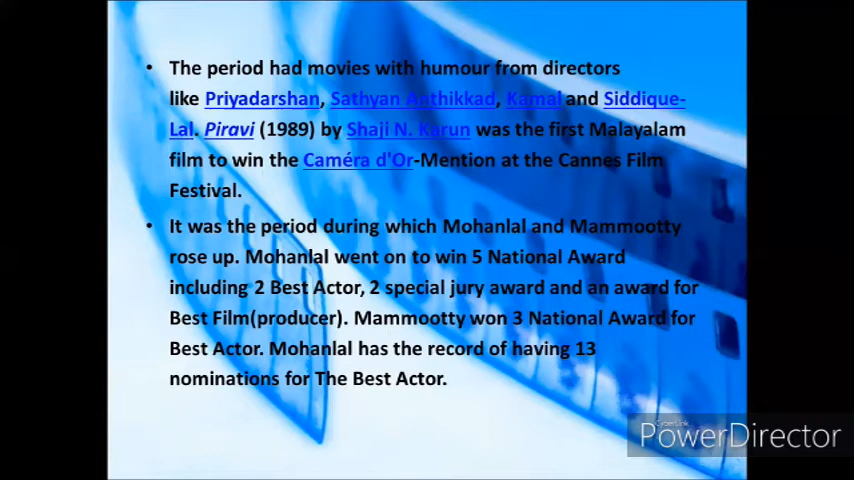 • The period had movies with humour from directors
like Priyadarshan, Sathyan Anthikkad, Kamal and Siddique-
Lal. Piravi (1989) by Shaji N. Karun was the first Malayalam
film to win the Caméra d'Or-Mention at the Cannes Film
Festival.
• It was the period during which Mohanlal and Mammootty
rose up. Mohanlal went on to win 5 National Award
including 2 Best Actor, 2 special jury award and an award for
Best Film(producer). Mammootty won 3 National Award for
Best Actor. Mohanlal has the record of having 13
nominations for The Best Actor.
CyberLink
PowerDirector